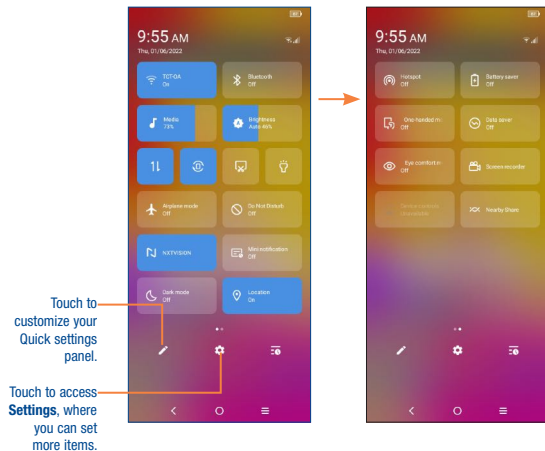 9:55 AM
Thu, 01/06/2022
TCT-OA
On
Bluetooth
Off
Media
73%
Brightness
Auto 46%
Airplane mode
Off
Do Not Disturb
Off
NXTVISION
Mini notification
Off
Dark mode
Off
Location
On
Touch to
customize your
Quick settings
panel.
Touch to access
Settings, where
you can set
more items.
9:55 AM
Thu, 01/06/2022
Hotspot
Off
Battery saver
Off
One-handed m
Off
Data saver
Off
Eye comfort m
Off
Screen recorder
Nearby Share